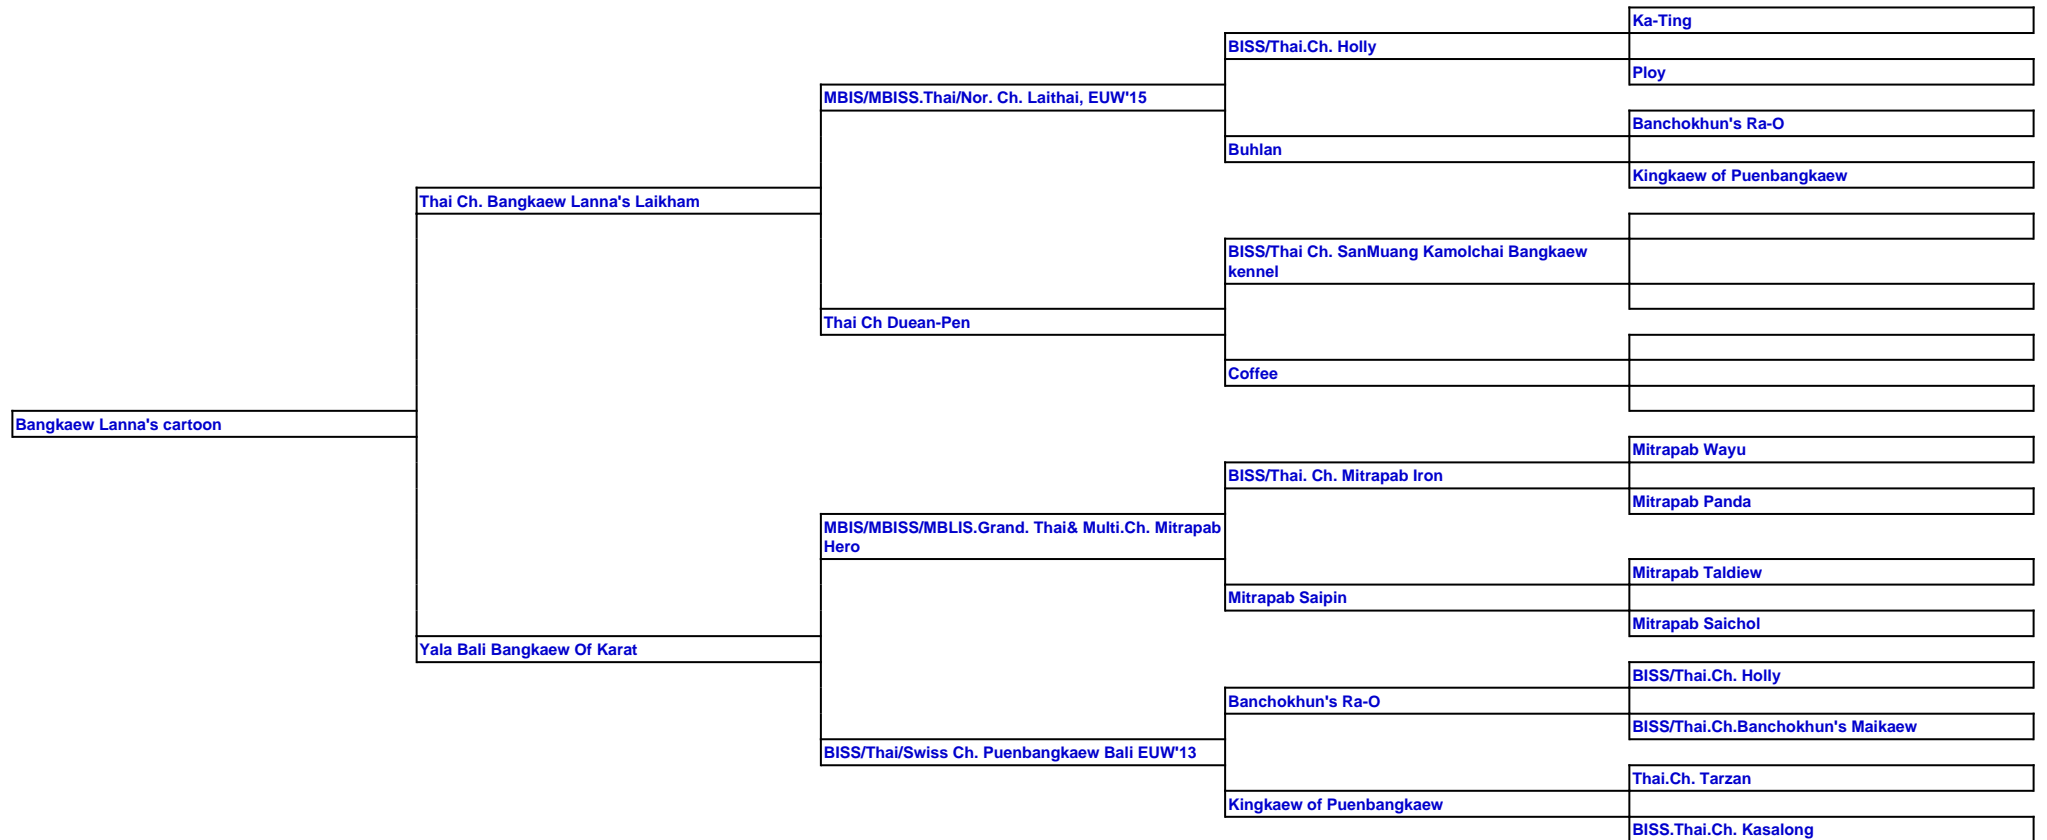 Ka-Ting
BISS/Thai.Ch. Holly
Ploy
MBIS/MBISS.Thai/Nor. Ch. Laithai, EUW'15
Banchokhun's Ra-O
Buhlan
Kingkaew of Puenbangkaew
Thai Ch. Bangkaew Lanna's Laikham
BISS/Thai Ch. SanMuang Kamolchai Bangkaew
kennel
Thai Ch Duean-Pen
Coffee
Bangkaew Lanna's cartoon
Mitrapab Wayu
BISS/Thai. Ch. Mitrapab Iron
Mitrapab Panda
MBIS/MBISS/MBLIS.Grand. Thai& Multi.Ch. Mitrapab
Hero
Mitrapab Taldiew
Mitrapab Saipin
Mitrapab Saichol
Yala Bali Bangkaew Of Karat
BISS/Thai.Ch. Holly
Banchokhun's Ra-O
BISS/Thai.Ch.Banchokhun's Maikaew
BISS/Thai/Swiss Ch. Puenbangkaew Bali EUW'13
Thai.Ch. Tarzan
Kingkaew of Puenbangkaew
BISS.Thai.Ch. Kasalong